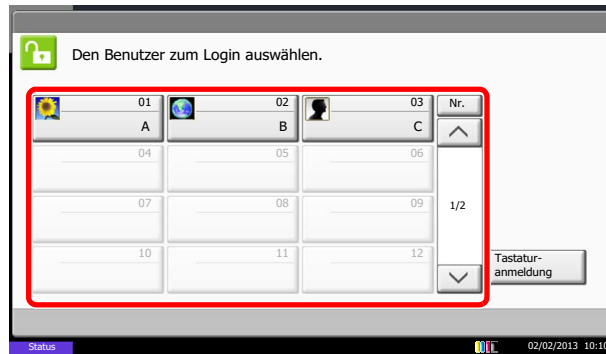 Den Benutzer zum Login auswählen.
01 02 03 Nr.
A B C
04 05 06
07 08 09 1/2
10 11 12
Tastatur-
anmeldung
Status 02/02/2013 10:10